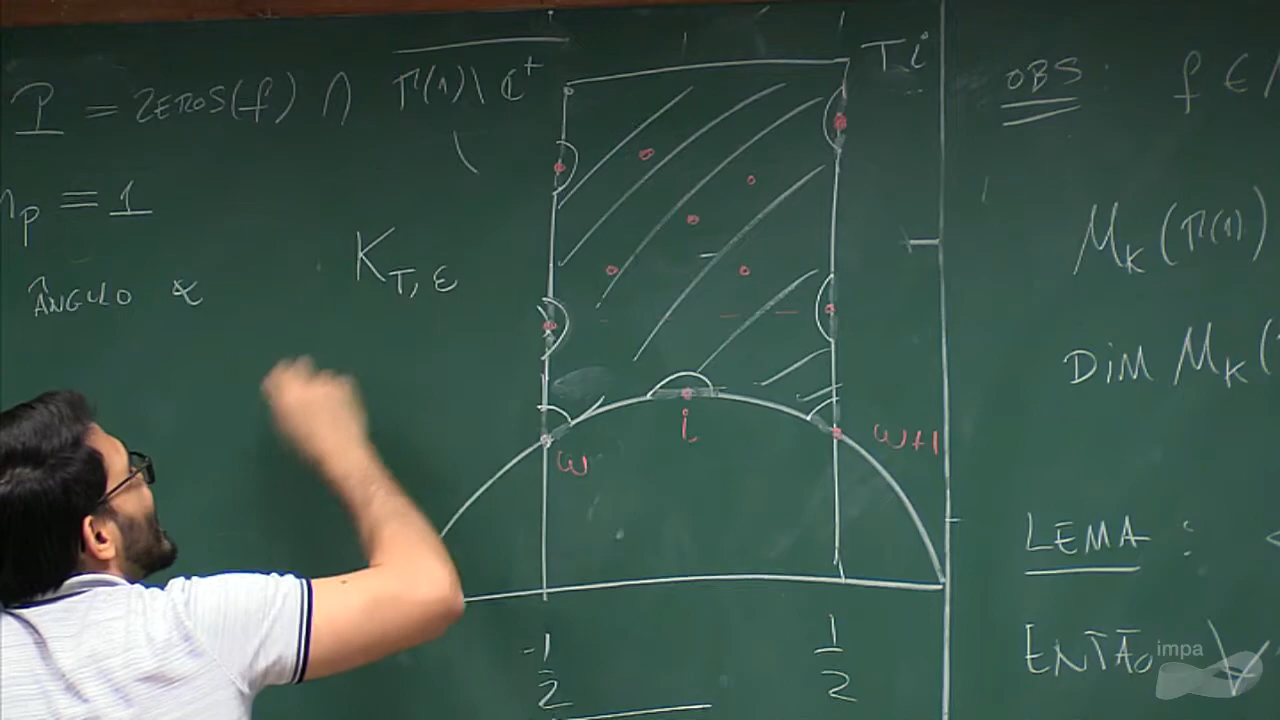 P = ZEROS(f) ∩ Γ(1)\ℂ⁺
n_p ≡ 1
ÂNGULO
K_{T,ε}
Ti
i
ω
ω+1
-1/2
1/2
OBS: f ∈
M_K(Γ(1))
DIM M_K(
LEMA:
ENTÃO ∀
impa